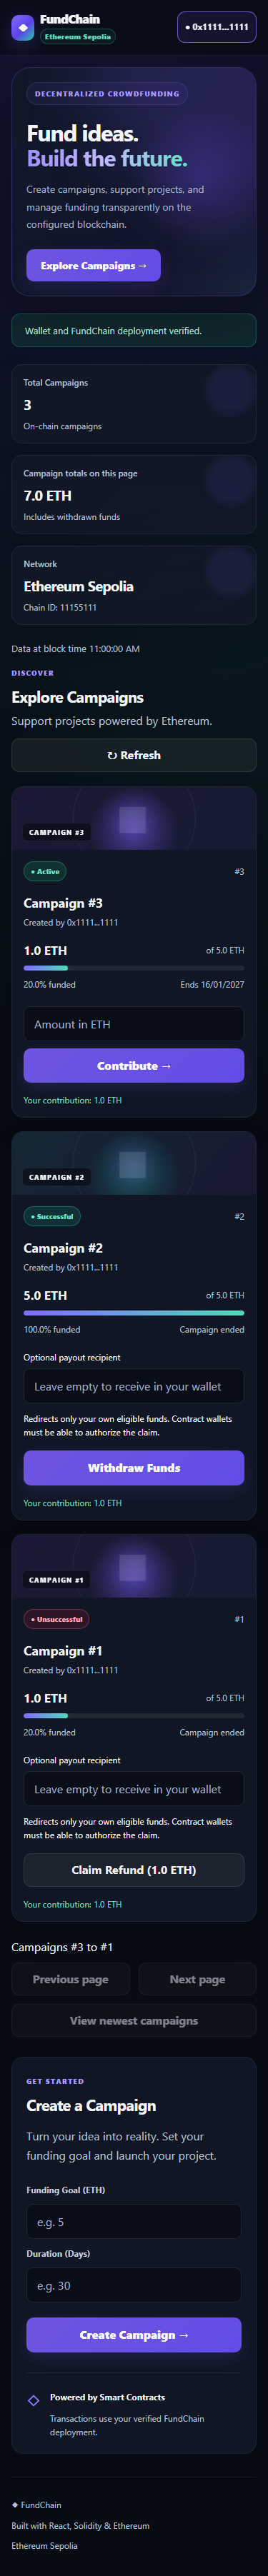 FundChain
Ethereum Sepolia
● 0x1111...1111
DECENTRALIZED CROWDFUNDING
Fund ideas.
Build the future.
Create campaigns, support projects, and
manage funding transparently on the
configured blockchain.
Explore Campaigns →
Wallet and FundChain deployment verified.
Total Campaigns
3
On-chain campaigns
Campaign totals on this page
7.0 ETH
Includes withdrawn funds
Network
Ethereum Sepolia
Chain ID: 11155111
Data at block time 11:00:00 AM
DISCOVER
Explore Campaigns
Support projects powered by Ethereum.
↻ Refresh
CAMPAIGN #3
● Active
#3
Campaign #3
Created by 0x1111...1111
1.0 ETH
of 5.0 ETH
20.0% funded
Ends 16/01/2027
Amount in ETH
Contribute →
Your contribution: 1.0 ETH
CAMPAIGN #2
● Successful
#2
Campaign #2
Created by 0x1111...1111
5.0 ETH
of 5.0 ETH
100.0% funded
Campaign ended
Optional payout recipient
Leave empty to receive in your wallet
Redirects only your own eligible funds. Contract wallets
must be able to authorize the claim.
Withdraw Funds
Your contribution: 1.0 ETH
CAMPAIGN #1
● Unsuccessful
#1
Campaign #1
Created by 0x1111...1111
1.0 ETH
of 5.0 ETH
20.0% funded
Campaign ended
Optional payout recipient
Leave empty to receive in your wallet
Redirects only your own eligible funds. Contract wallets
must be able to authorize the claim.
Claim Refund (1.0 ETH)
Your contribution: 1.0 ETH
Campaigns #3 to #1
Previous page
Next page
View newest campaigns
GET STARTED
Create a Campaign
Turn your idea into reality. Set your
funding goal and launch your project.
Funding Goal (ETH)
e.g. 5
Duration (Days)
e.g. 30
Create Campaign →
Powered by Smart Contracts
Transactions use your verified FundChain
deployment.
◆ FundChain
Built with React, Solidity & Ethereum
Ethereum Sepolia